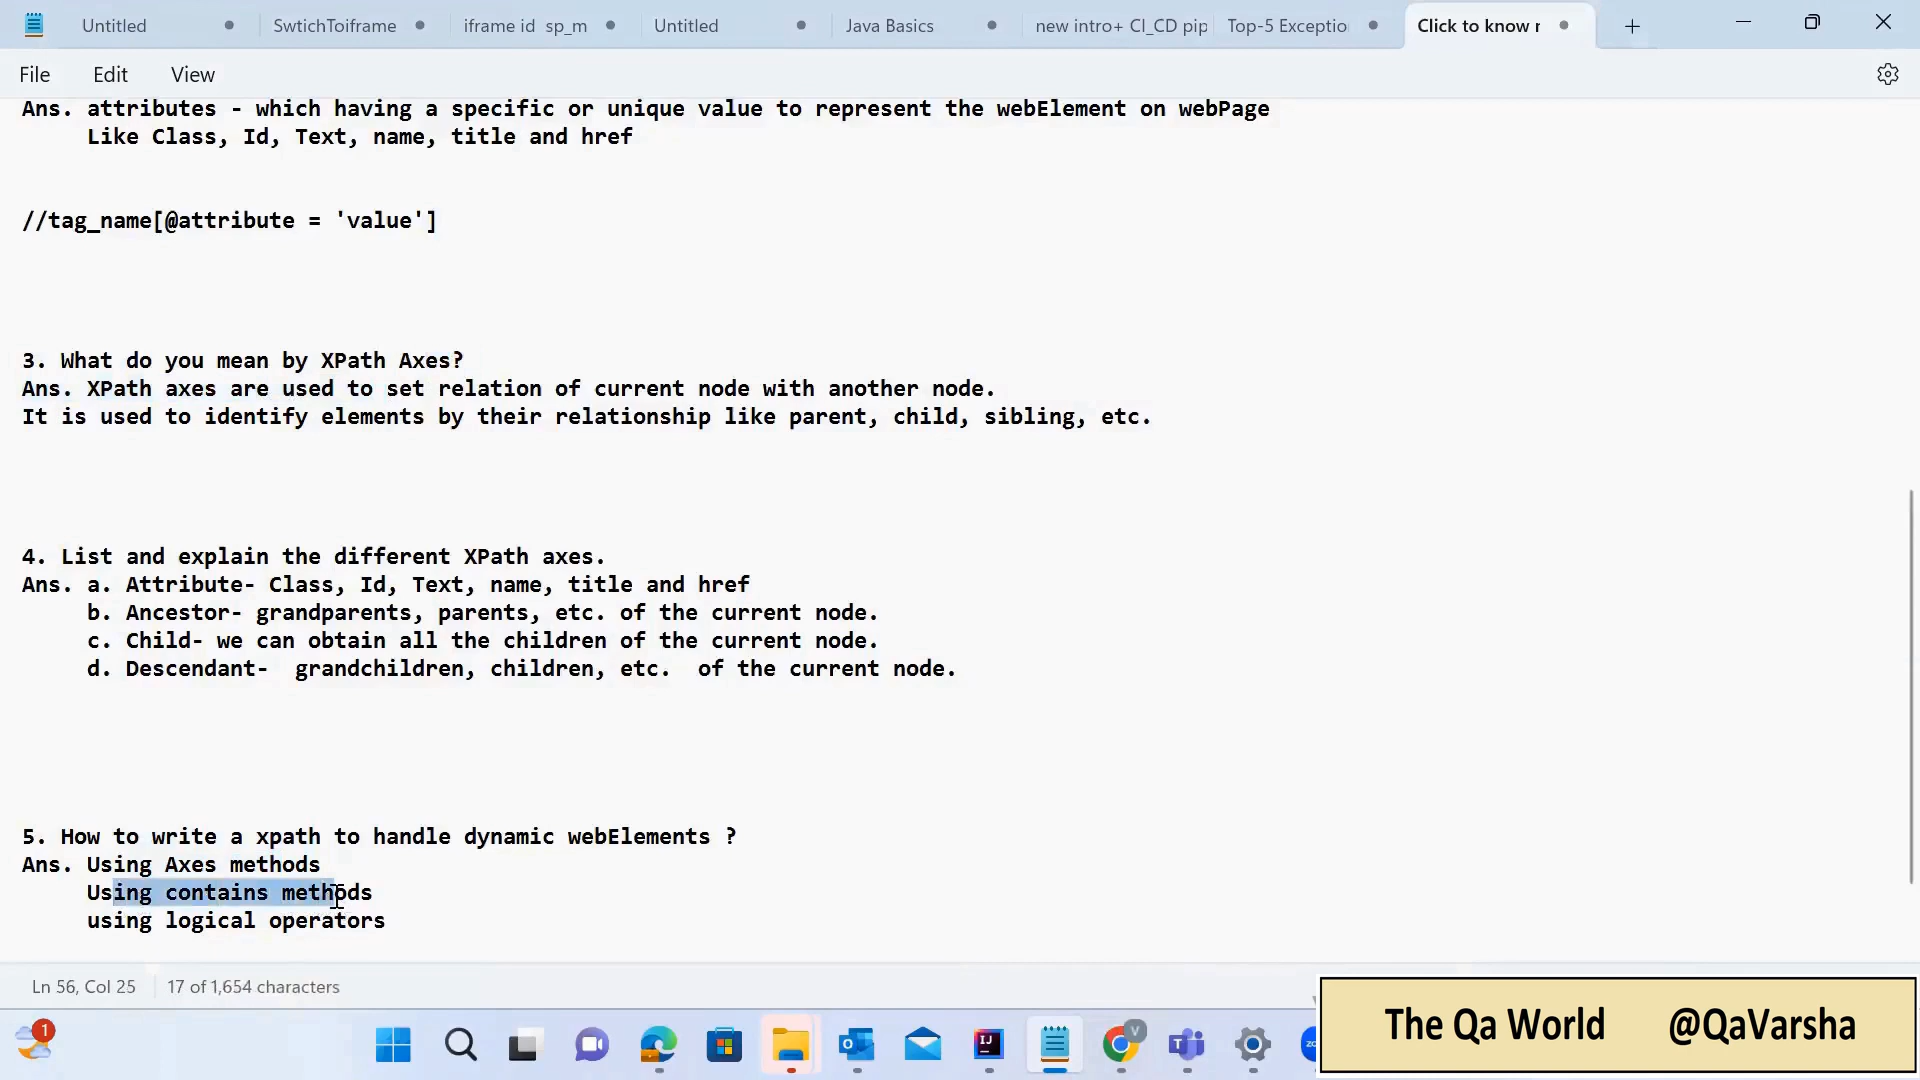 Untitled
SwtichToiframe
iframe id sp_m
Untitled
Java Basics
new intro+ CI_CD pip
Top-5 Exceptio
Click to know r
File
Edit
View
Ans. attributes - which having a specific or unique value to represent the webElement on webPage
Like Class, Id, Text, name, title and href
//tag_name[@attribute = 'value']
3. What do you mean by XPath Axes?
Ans. XPath axes are used to set relation of current node with another node.
It is used to identify elements by their relationship like parent, child, sibling, etc.
4. List and explain the different XPath axes.
Ans. a. Attribute- Class, Id, Text, name, title and href
b. Ancestor- grandparents, parents, etc. of the current node.
c. Child- we can obtain all the children of the current node.
d. Descendant-  grandchildren, children, etc.  of the current node.
5. How to write a xpath to handle dynamic webElements ?
Ans. Using Axes methods
Using contains methods
using logical operators
Ln 56, Col 25
17 of 1,654 characters
1
V
The Qa World @QaVarsha